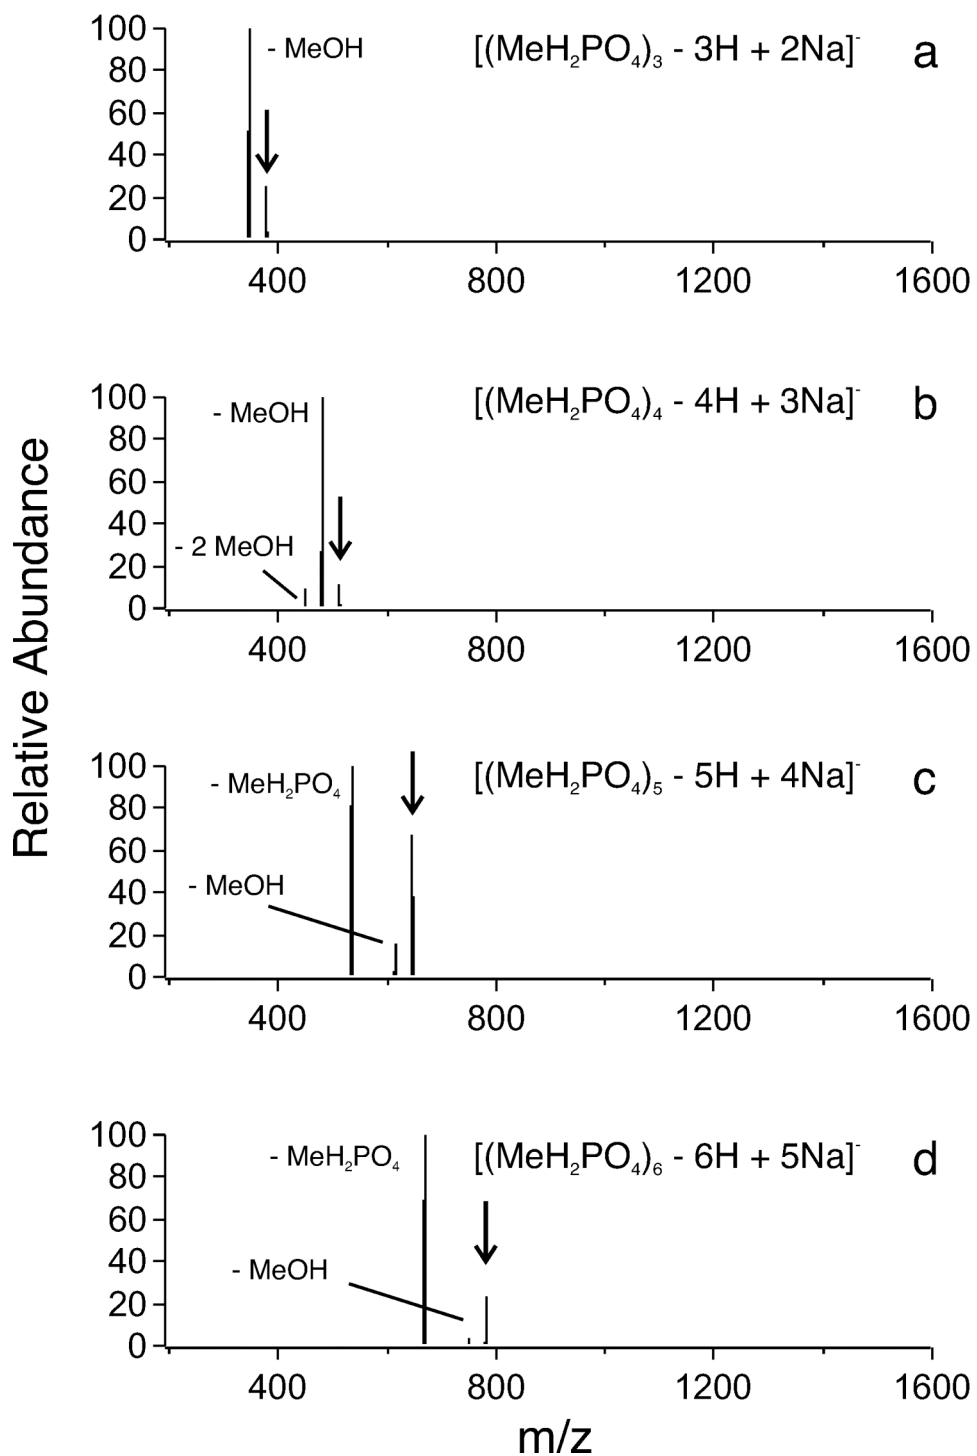 Relative Abundance
100
80
60
40
20
0
- MeOH
[(MeH₂PO₄)₃ - 3H + 2Na]⁻
a
400 800 1200 1600
100
80
60
40
20
0
- MeOH
- 2 MeOH
[(MeH₂PO₄)₄ - 4H + 3Na]⁻
b
400 800 1200 1600
100
80
60
40
20
0
- MeH₂PO₄
- MeOH
[(MeH₂PO₄)₅ - 5H + 4Na]⁻
c
400 800 1200 1600
100
80
60
40
20
0
- MeH₂PO₄
- MeOH
[(MeH₂PO₄)₆ - 6H + 5Na]⁻
d
400 800 1200 1600
m/z